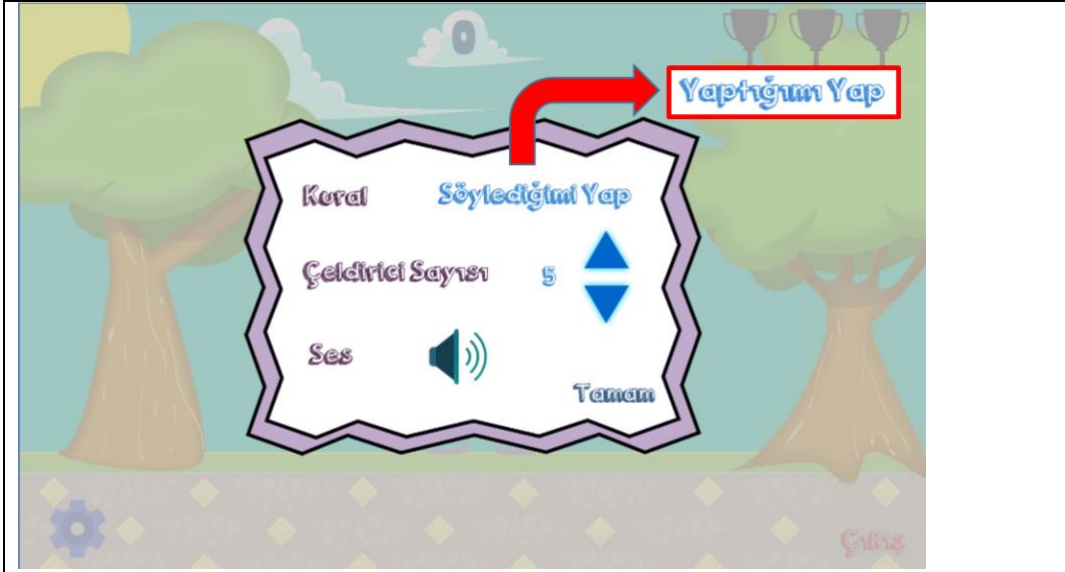 0
Yaptığımı Yap
Kural Söylediğimi Yap
Çeldirici Sayısı 5
Ses
Tamam
Çıkış